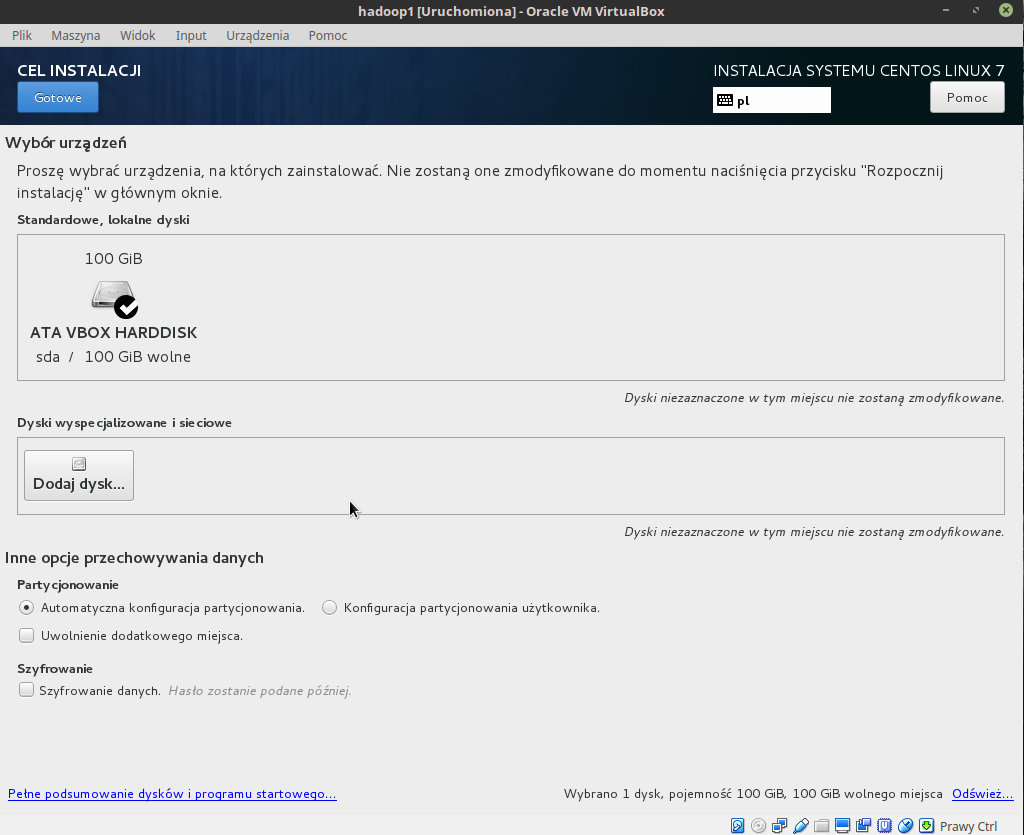 hadoop1 [Uruchomiona] - Oracle VM VirtualBox
Plik Maszyna Widok Input Urządzenia Pomoc
CEL INSTALACJI
INSTALACJA SYSTEMU CENTOS LINUX 7
Gotowe
pl
Pomoc
Wybór urządzeń
Proszę wybrać urządzenia, na których zainstalować. Nie zostaną one zmodyfikowane do momentu naciśnięcia przycisku "Rozpocznij
instalację" w głównym oknie.
Standardowe, lokalne dyski
100 GiB
ATA VBOX HARDDISK
sda / 100 GiB wolne
Dyski niezaznaczone w tym miejscu nie zostaną zmodyfikowane.
Dyski wyspecjalizowane i sieciowe
Dodaj dysk...
Dyski niezaznaczone w tym miejscu nie zostaną zmodyfikowane.
Inne opcje przechowywania danych
Partycjonowanie
Automatyczna konfiguracja partycjonowania. Konfiguracja partycjonowania użytkownika.
Uwolnienie dodatkowego miejsca.
Szyfrowanie
Szyfrowanie danych. Hasło zostanie podane później.
Pełne podsumowanie dysków i programu startowego... Wybrano 1 dysk, pojemność 100 GiB, 100 GiB wolnego miejsca Odśwież...
Prawy Ctrl